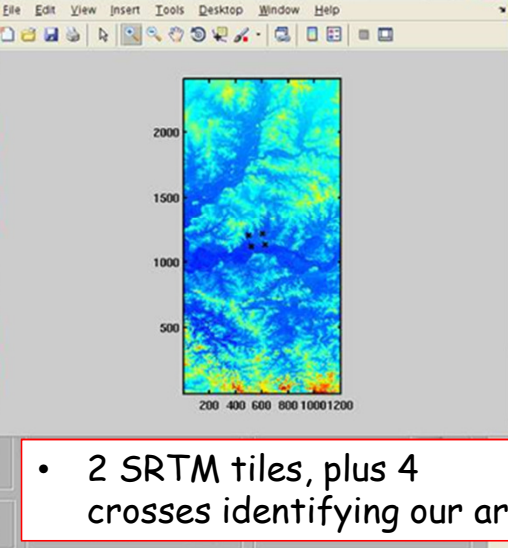 File Edit View Insert Tools Desktop Window Help
2000
1500
1000
500
200 400 600 800 1000 1200
• 2 SRTM tiles, plus 4
crosses identifying our ar